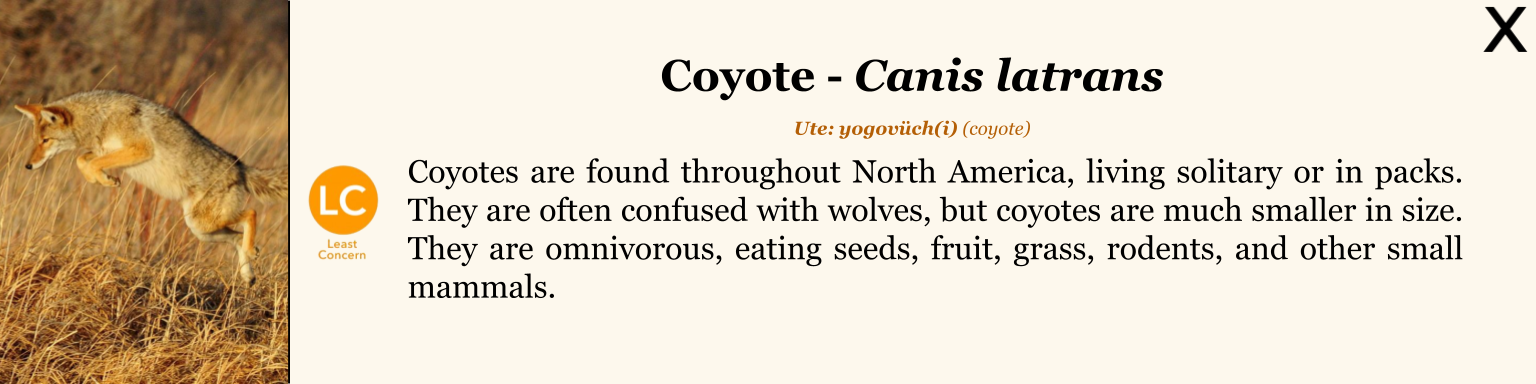 X
Coyote - Canis latrans
Ute: yogovüch(i) (coyote)
LC
Least
Concern
Coyotes are found throughout North America, living solitary or in packs.
They are often confused with wolves, but coyotes are much smaller in size.
They are omnivorous, eating seeds, fruit, grass, rodents, and other small
mammals.